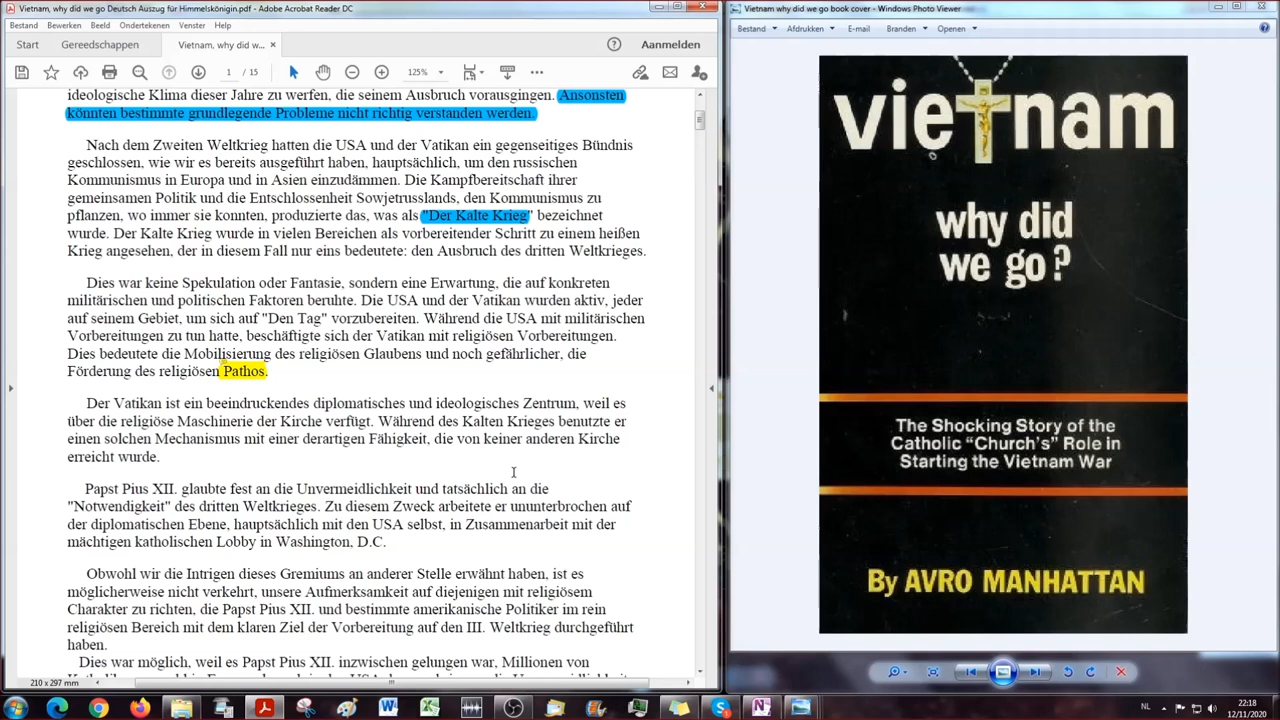 Vietnam, why did we go Deutsch Auszug für Himmelskönigin.pdf - Adobe Acrobat Reader DC
Bestand Bewerken Beeld Ondertekenen Venster Help
Start Gereedschappen Vietnam, why did w... Aanmelden
1 / 15 125%
ideologische Klima dieser Jahre zu werfen, die seinem Ausbruch vorausgingen. Ansonsten
könnten bestimmte grundlegende Probleme nicht richtig verstanden werden.
Nach dem Zweiten Weltkrieg hatten die USA und der Vatikan ein gegenseitiges Bündnis
geschlossen, wie wir es bereits ausgeführt haben, hauptsächlich, um den russischen
Kommunismus in Europa und in Asien einzudämmen. Die Kampfbereitschaft ihrer
gemeinsamen Politik und die Entschlossenheit Sowjetrusslands, den Kommunismus zu
pflanzen, wo immer sie konnten, produzierte das, was als "Der Kalte Krieg" bezeichnet
wurde. Der Kalte Krieg wurde in vielen Bereichen als vorbereitender Schritt zu einem heißen
Krieg angesehen, der in diesem Fall nur eins bedeutete: den Ausbruch des dritten Weltkrieges.
Dies war keine Spekulation oder Fantasie, sondern eine Erwartung, die auf konkreten
militärischen und politischen Faktoren beruhte. Die USA und der Vatikan wurden aktiv, jeder
auf seinem Gebiet, um sich auf "Den Tag" vorzubereiten. Während die USA mit militärischen
Vorbereitungen zu tun hatte, beschäftigte sich der Vatikan mit religiösen Vorbereitungen.
Dies bedeutete die Mobilisierung des religiösen Glaubens und noch gefährlicher, die
Förderung des religiösen Pathos.
Der Vatikan ist ein beeindruckendes diplomatisches und ideologisches Zentrum, weil es
über die religiöse Maschinerie der Kirche verfügt. Während des Kalten Krieges benutzte er
einen solchen Mechanismus mit einer derartigen Fähigkeit, die von keiner anderen Kirche
erreicht wurde.
Papst Pius XII. glaubte fest an die Unvermeidlichkeit und tatsächlich an die
"Notwendigkeit" des dritten Weltkrieges. Zu diesem Zweck arbeitete er ununterbrochen auf
der diplomatischen Ebene, hauptsächlich mit den USA selbst, in Zusammenarbeit mit der
mächtigen katholischen Lobby in Washington, D.C.
Obwohl wir die Intrigen dieses Gremiums an anderer Stelle erwähnt haben, ist es
möglicherweise nicht verkehrt, unsere Aufmerksamkeit auf diejenigen mit religiösem
Charakter zu richten, die Papst Pius XII. und bestimmte amerikanische Politiker im rein
religiösen Bereich mit dem klaren Ziel der Vorbereitung auf den III. Weltkrieg durchgeführt
haben.
Dies war möglich, weil es Papst Pius XII. inzwischen gelungen war, Millionen von
210 x 297 mm
Vietnam why did we go book cover - Windows Photo Viewer
Bestand Afdrukken E-mail Branden Openen
vietnam
why did
we go?
The Shocking Story of the
Catholic "Church's" Role in
Starting the Vietnam War
By AVRO MANHATTAN
NL 22:18
12/11/2020